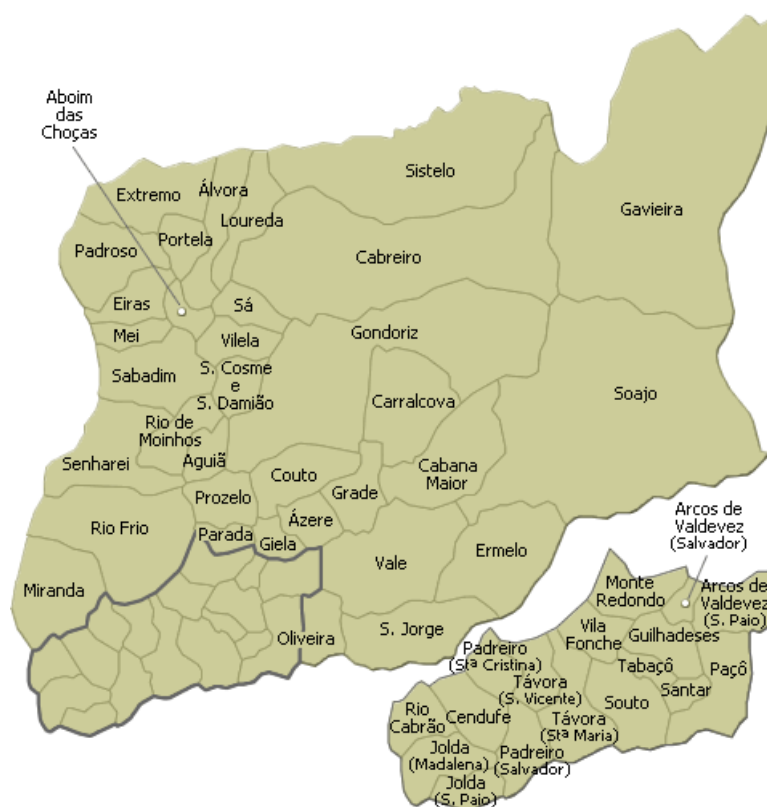 Aboim
das
Choças
Sistelo
Extremo
Álvora
Gavieira
Loureda
Portela
Padroso
Cabreiro
Eiras
Sá
Mei
Vilela
Gondoriz
Sabadim
S. Cosme
e
S. Damião
Soajo
Carralcova
Rio de
Moinhos
Senharei
Aguiã
Couto
Cabana
Maior
Prozelo
Grade
Rio Frio
Ázere
Parada
Giela
Vale
Ermelo
Miranda
Oliveira
S. Jorge
Arcos de
Valdevez
(Salvador)
Monte
Redondo
Arcos de
Valdevez
(S. Paio)
Vila
Fonche
Guilhadeses
Padreiro
(Stª Cristina)
Tabaçô
Paçô
Távora
(S. Vicente)
Santar
Souto
Rio
Cabrão
Cendufe
Távora
(Stª Maria)
Jolda
(Madalena)
Padreiro
(Salvador)
Jolda
(S. Paio)